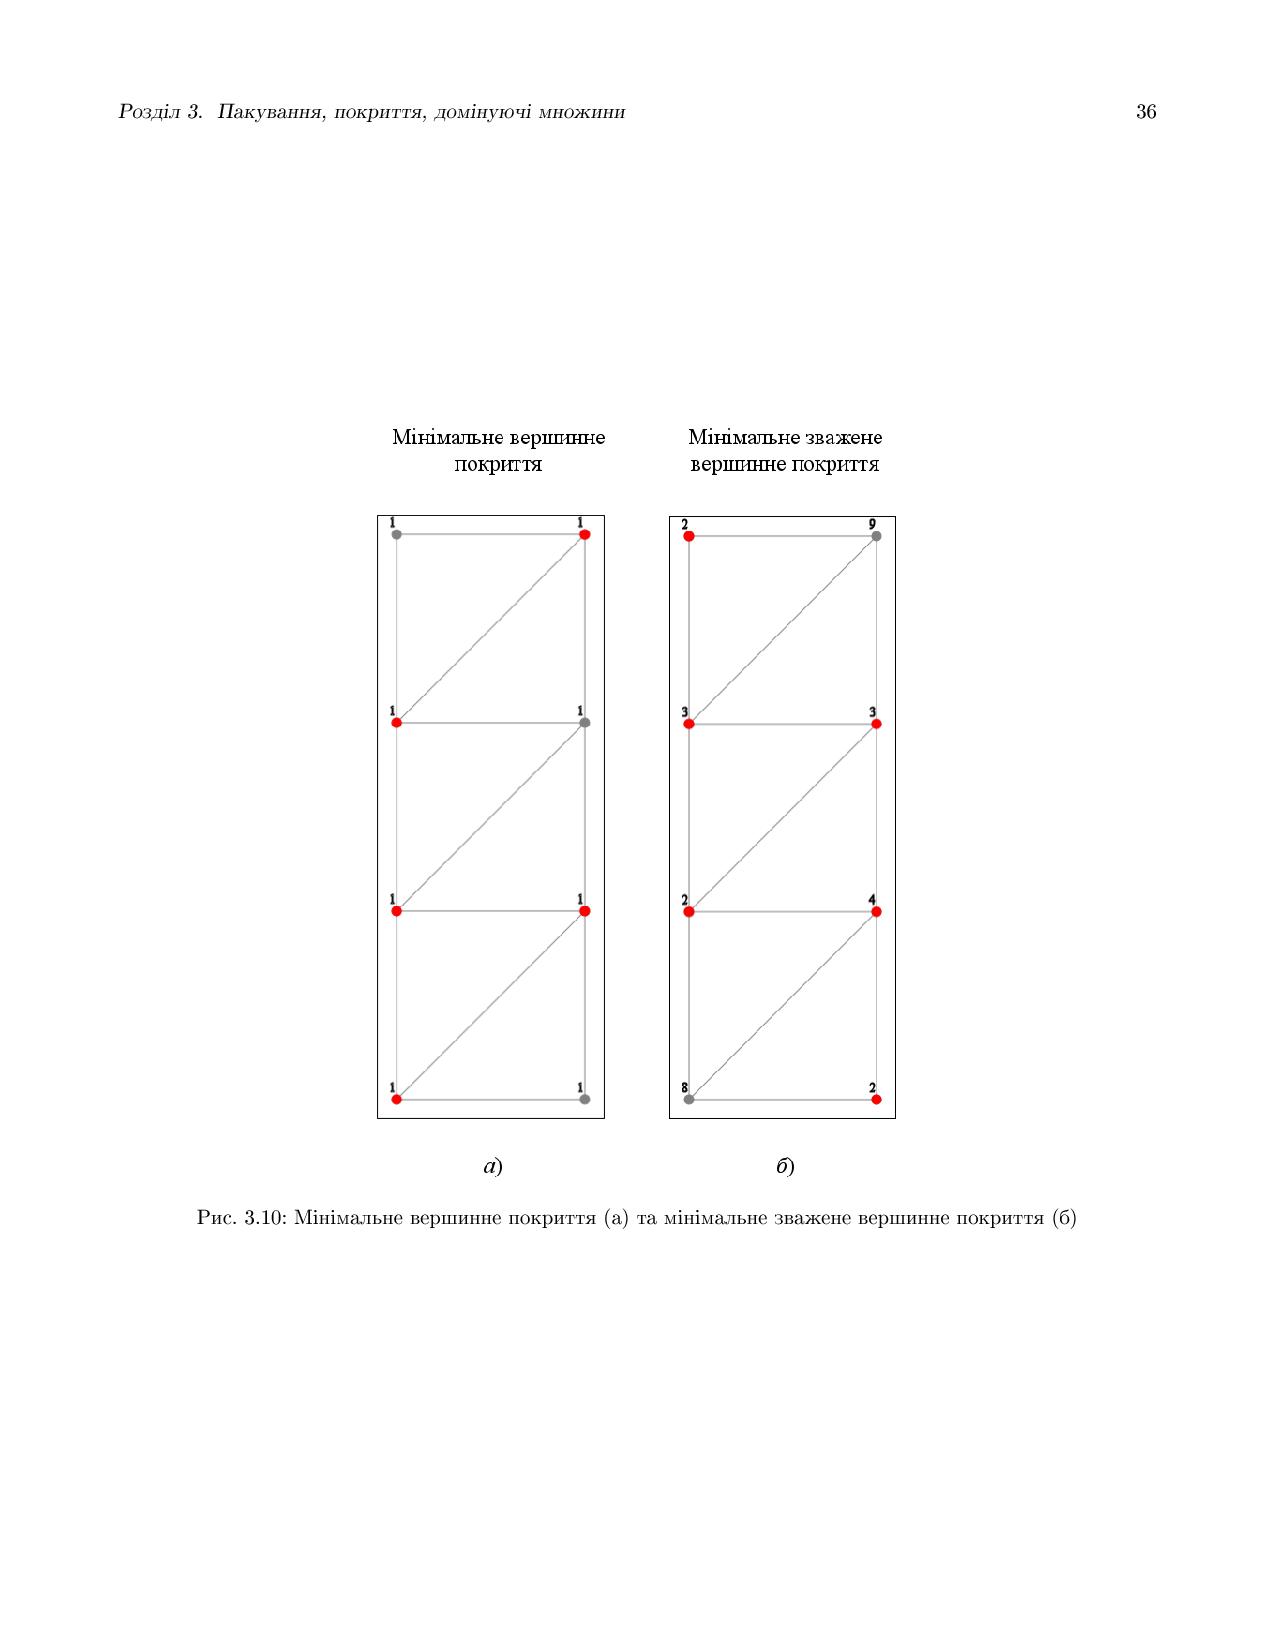 Розділ 3. Пакування, покриття, домінуючі множини 36
Мінімальне вершинне
покриття
Мінімальне зважене
вершинне покриття
1 1
1 1
1 1
1 1
2 9
3 3
2 4
8 2
а)
б)
Рис. 3.10: Мінімальне вершинне покриття (а) та мінімальне зважене вершинне покриття (б)